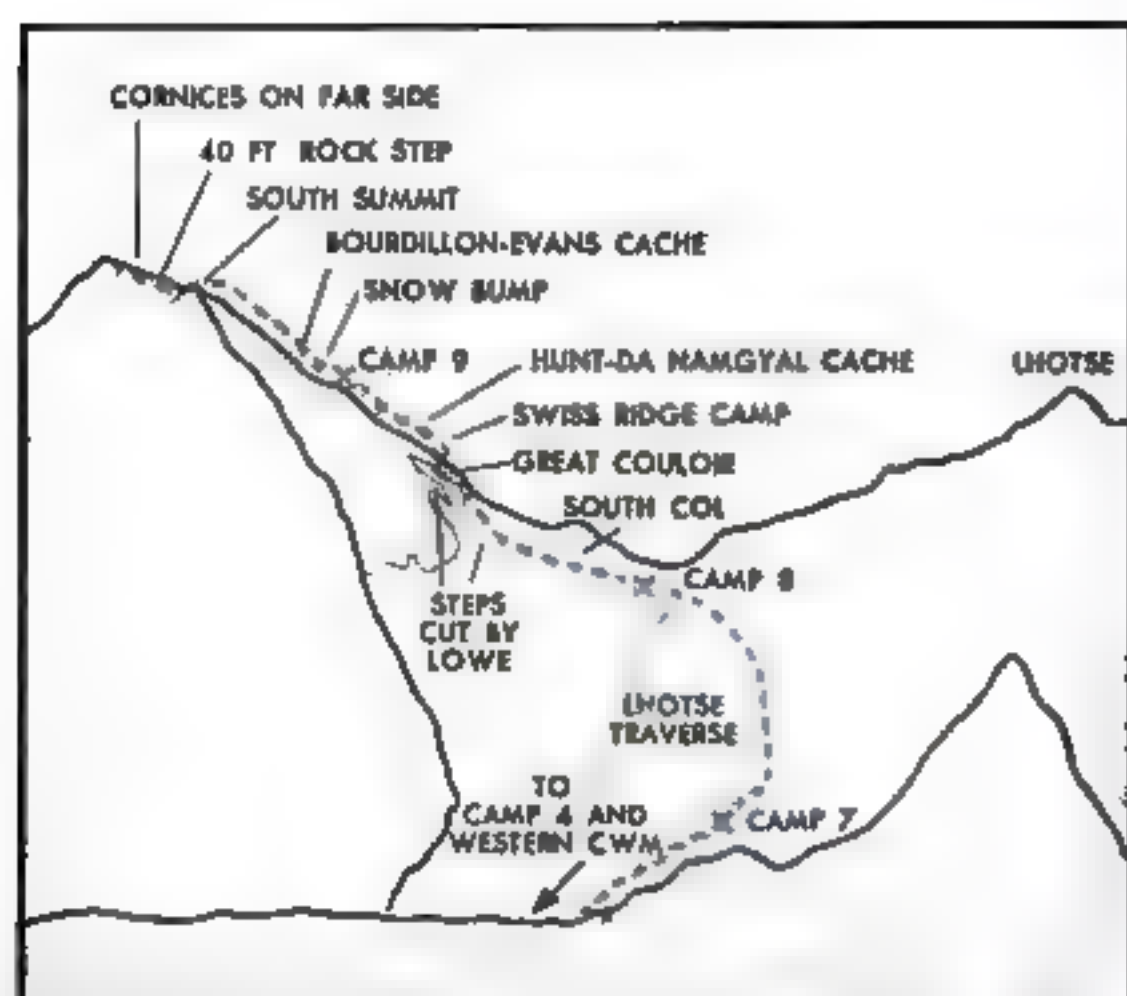 CORNICES ON FAR SIDE
40 FT ROCK STEP
SOUTH SUMMIT
BOURDILLON-EVANS CACHE
SNOW BUMP
CAMP 9
HUNT-DA NAMGYAL CACHE
LHOTSE
SWISS RIDGE CAMP
GREAT COULOIR
SOUTH COL
CAMP 8
STEPS
CUT BY
LOWE
LHOTSE
TRAVERSE
TO
CAMP 4 AND
WESTERN CWM
CAMP 7